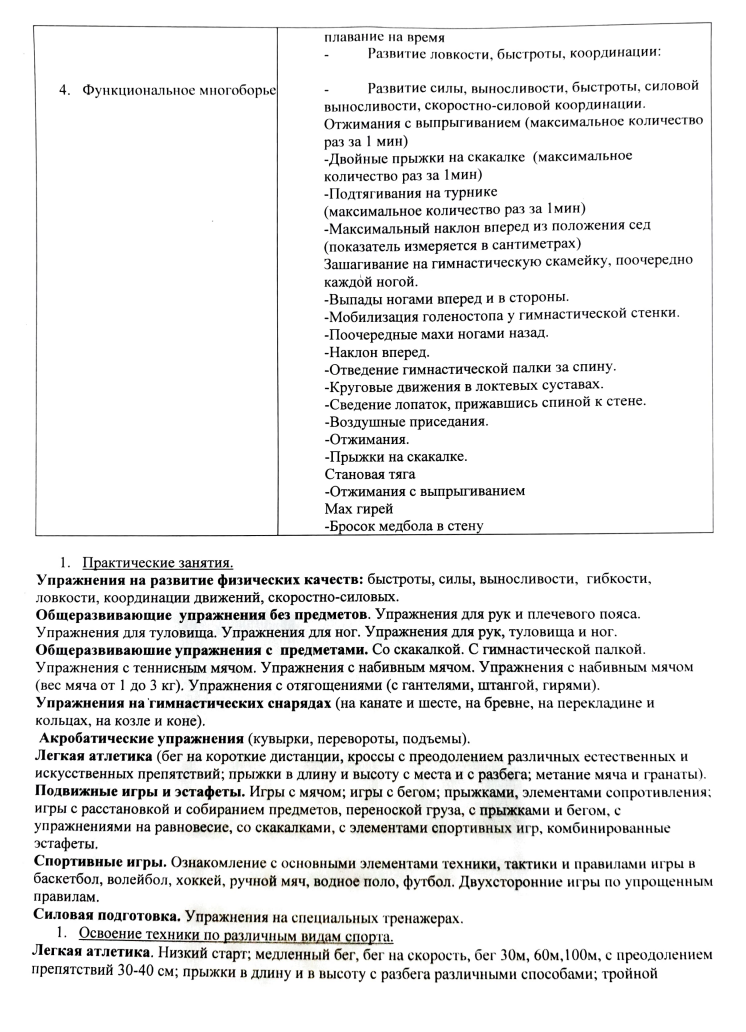 плавание на время
- Развитие ловкости, быстроты, координации:
4. Функциональное многоборье
- Развитие силы, выносливости, быстроты, силовой
выносливости, скоростно-силовой координации.
Отжимания с выпрыгиванием (максимальное количество
раз за 1 мин)
-Двойные прыжки на скакалке (максимальное
количество раз за 1мин)
-Подтягивания на турнике
(максимальное количество раз за 1мин)
-Максимальный наклон вперед из положения сед
(показатель измеряется в сантиметрах)
Зашагивание на гимнастическую скамейку, поочередно
каждой ногой.
-Выпады ногами вперед и в стороны.
-Мобилизация голеностопа у гимнастической стенки.
-Поочередные махи ногами назад.
-Наклон вперед.
-Отведение гимнастической палки за спину.
-Круговые движения в локтевых суставах.
-Сведение лопаток, прижавшись спиной к стене.
-Воздушные приседания.
-Отжимания.
-Прыжки на скакалке.
Становая тяга
-Отжимания с выпрыгиванием
Мах гирей
-Бросок медбола в стену
1. Практические занятия.
Упражнения на развитие физических качеств: быстроты, силы, выносливости, гибкости,
ловкости, координации движений, скоростно-силовых.
Общеразвивающие упражнения без предметов. Упражнения для рук и плечевого пояса.
Упражнения для туловища. Упражнения для ног. Упражнения для рук, туловища и ног.
Общеразвивающие упражнения с предметами. Со скакалкой. С гимнастической палкой.
Упражнения с теннисным мячом. Упражнения с набивным мячом. Упражнения с набивным мячом
(вес мяча от 1 до 3 кг). Упражнения с отягощениями (с гантелями, штангой, гирями).
Упражнения на гимнастических снарядах (на канате и шесте, на бревне, на перекладине и
кольцах, на козле и коне).
Акробатические упражнения (кувырки, перевороты, подъемы).
Легкая атлетика (бег на короткие дистанции, кроссы с преодолением различных естественных и
искусственных препятствий; прыжки в длину и высоту с места и с разбега; метание мяча и гранаты).
Подвижные игры и эстафеты. Игры с мячом; игры с бегом; прыжками, элементами сопротивления;
игры с расстановкой и собиранием предметов, переноской груза, с прыжками и бегом, с
упражнениями на равновесие, со скакалками, с элементами спортивных игр, комбинированные
эстафеты.
Спортивные игры. Ознакомление с основными элементами техники, тактики и правилами игры в
баскетбол, волейбол, хоккей, ручной мяч, водное поло, футбол. Двухсторонние игры по упрощенным
правилам.
Силовая подготовка. Упражнения на специальных тренажерах.
1. Освоение техники по различным видам спорта.
Легкая атлетика. Низкий старт; медленный бег, бег на скорость, бег 30м, 60м,100м, с преодолением
препятствий 30-40 см; прыжки в длину и в высоту с разбега различными способами; тройной